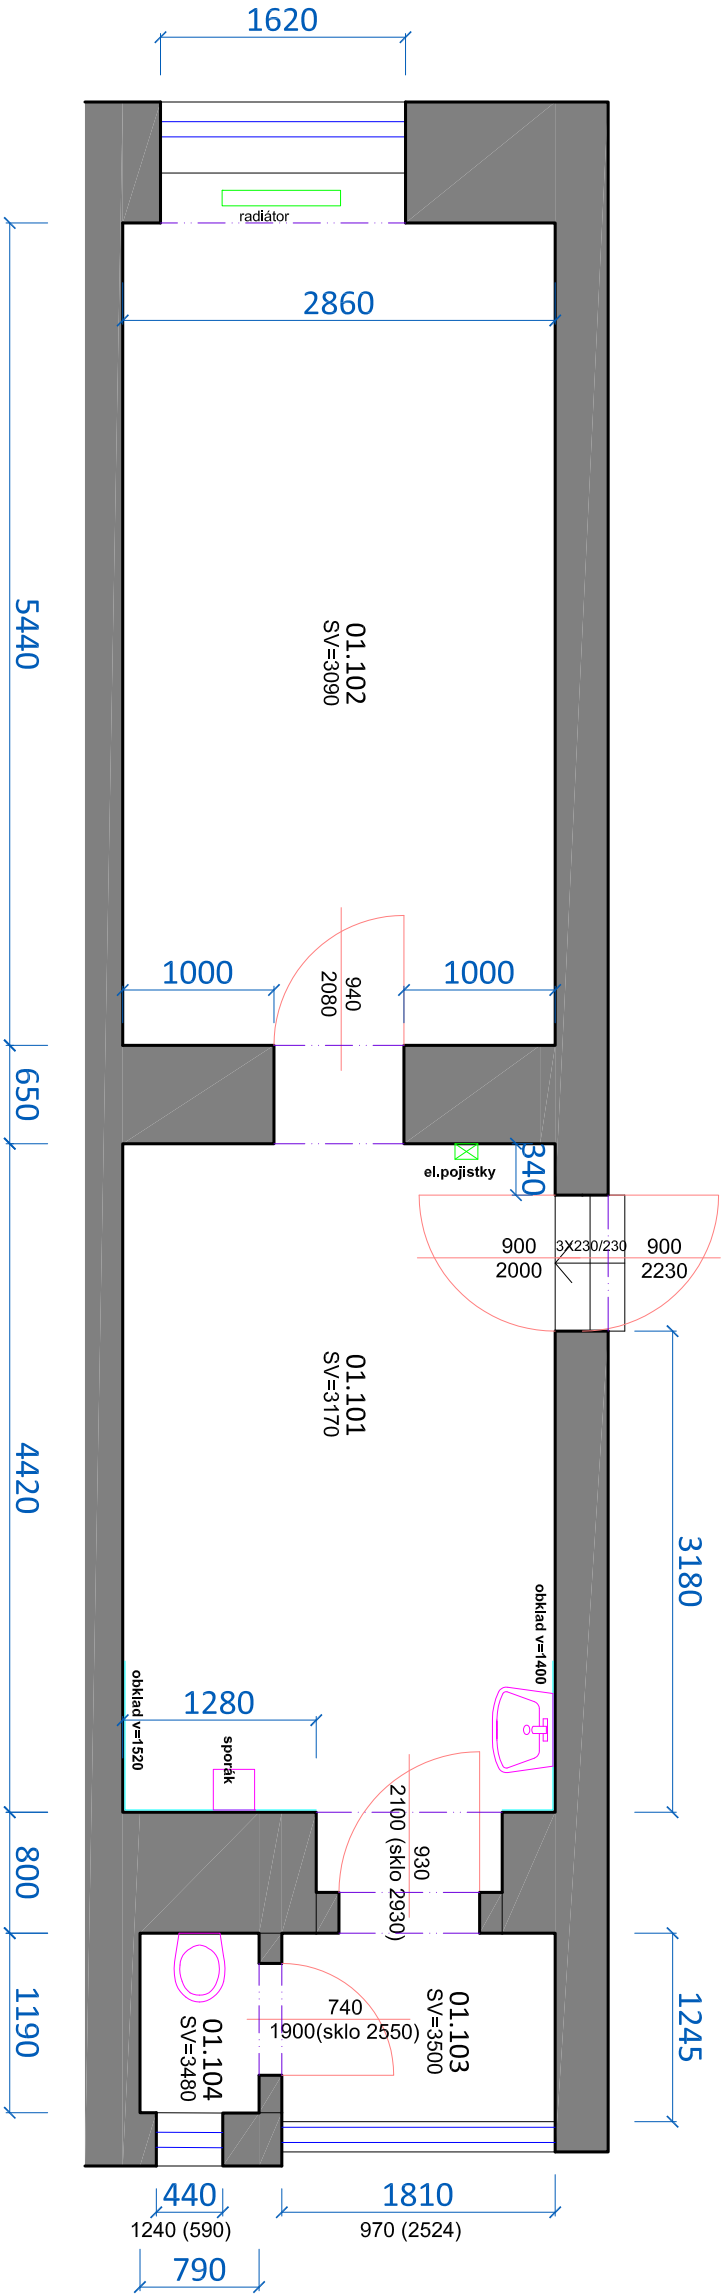 1620
radiátor
2860
5440
01.102
SV=3090
1000
940
2080
1000
650
el.pojistky
340
900
2000
3X230/230
900
2230
01.101
SV=3170
4420
3180
obklad v=1400
obklad v=1520
1280
sporák
930
2100 (sklo 2930)
800
740
1900(sklo 2550)
01.103
SV=3500
01.104
SV=3480
1190
1245
440
1240 (590)
1810
970 (2524)
790